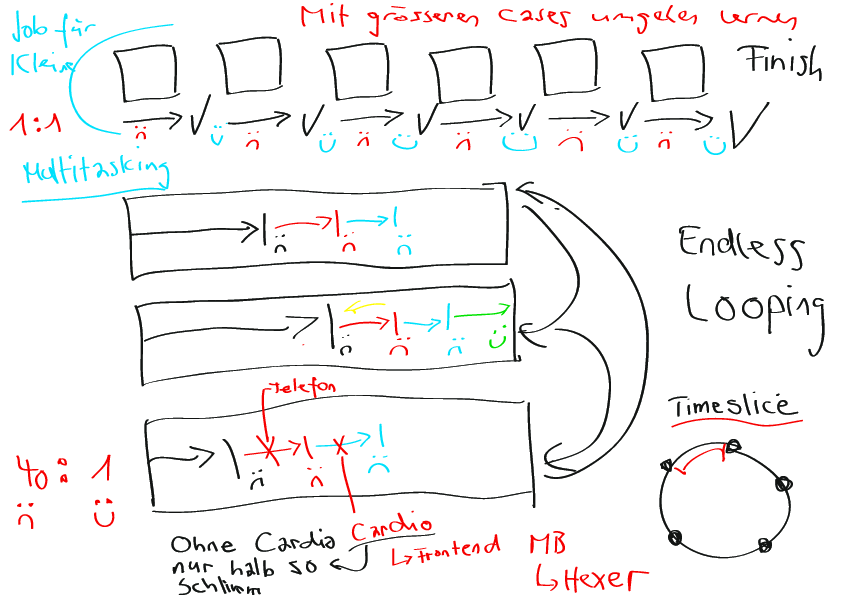 Mit grösseren Cases umgehen lernen
Job für
Kleine
Finish
1:1
Multitasking
Endless
Looping
Telefon
Timeslice
40:1
Cardio
↳ Frontend
Ohne Cardio
nur halb so
schlimm
MB
↳ Hexer